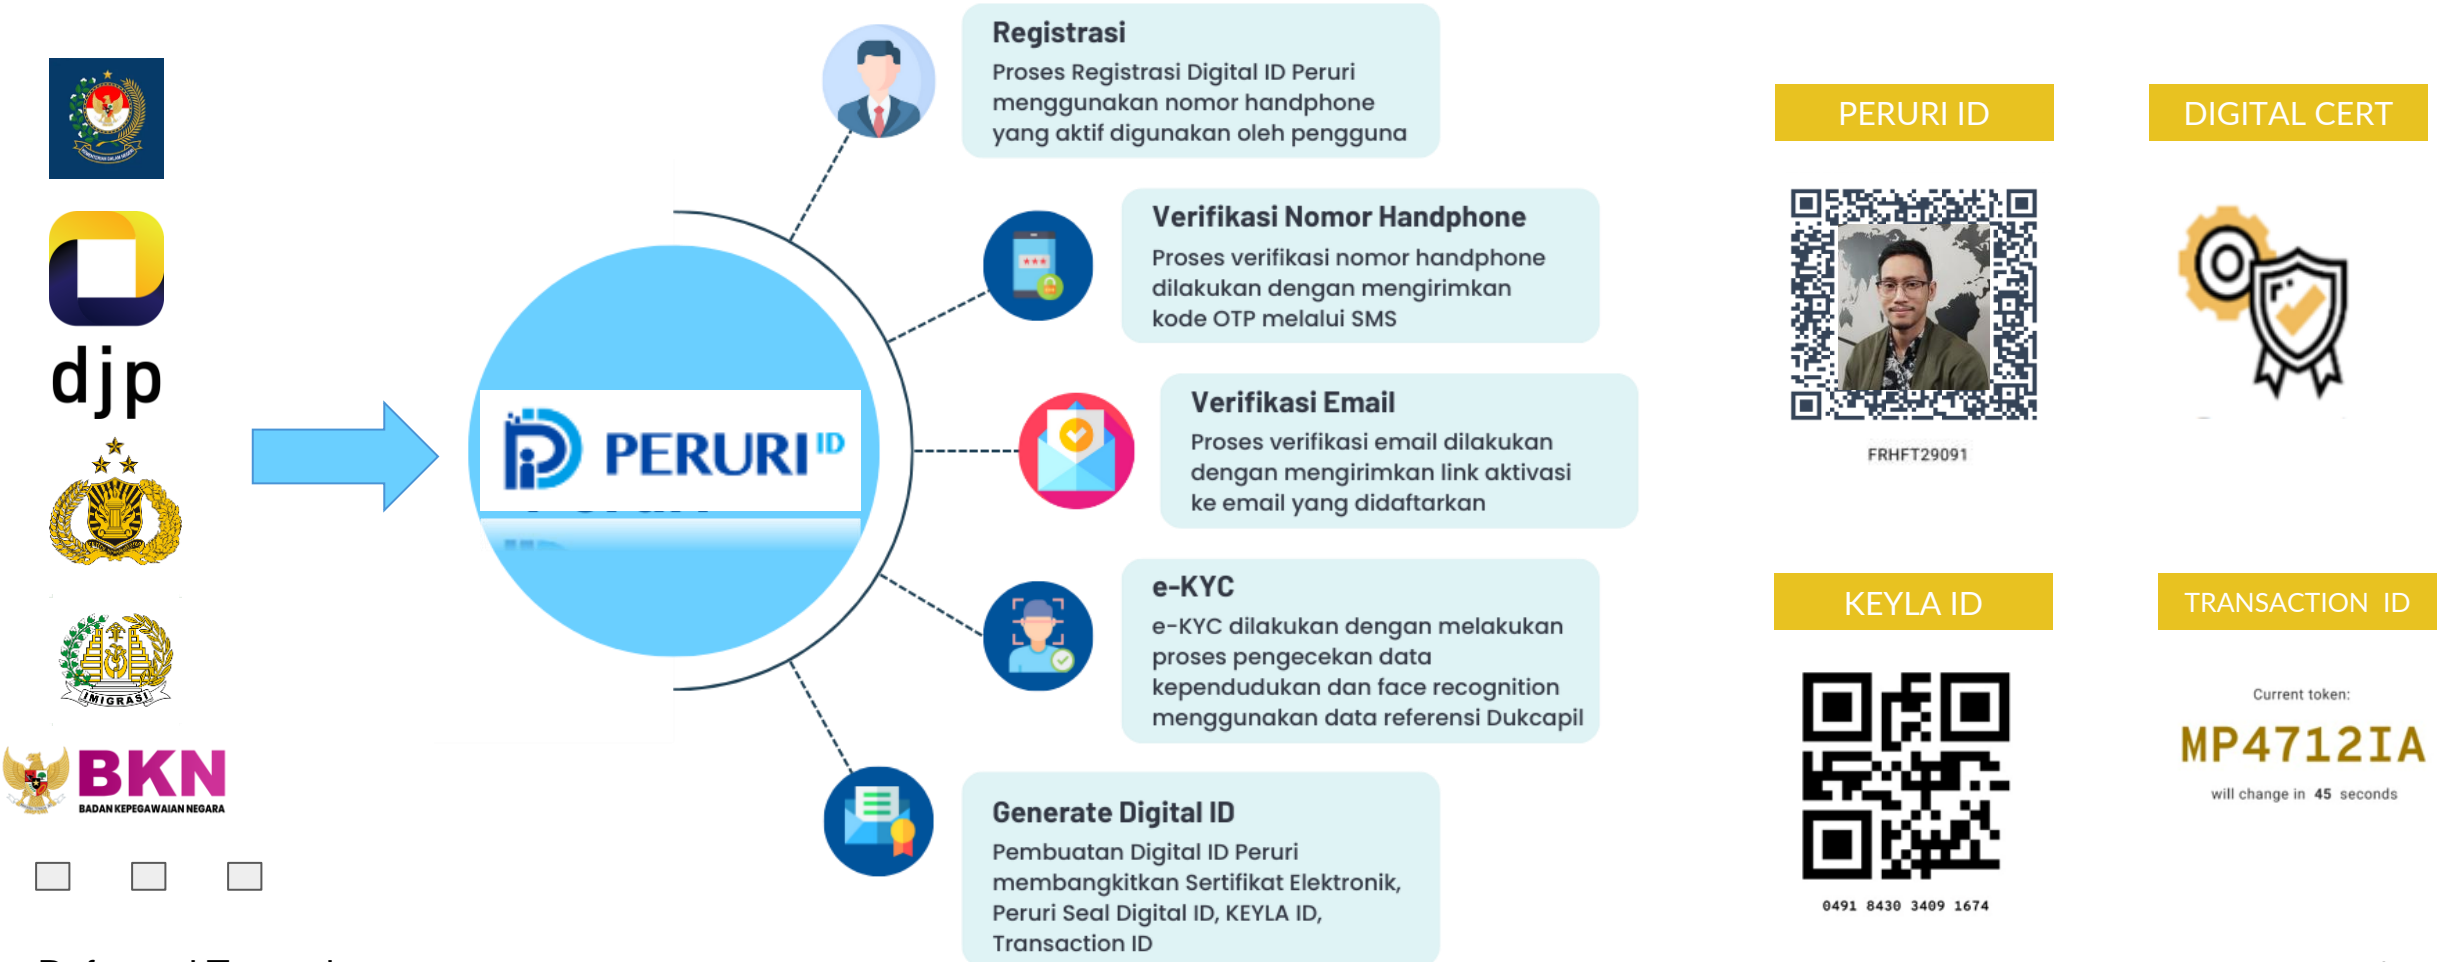 djp
IMIGRASI
BKN
BADAN KEPEGAWAIAN NEGARA
PERURI ID
Registrasi
Proses Registrasi Digital ID Peruri
menggunakan nomor handphone
yang aktif digunakan oleh pengguna
Verifikasi Nomor Handphone
Proses verifikasi nomor handphone
dilakukan dengan mengirimkan
kode OTP melalui SMS
Verifikasi Email
Proses verifikasi email dilakukan
dengan mengirimkan link aktivasi
ke email yang didaftarkan
e-KYC
e-KYC dilakukan dengan melakukan
proses pengecekan data
kependudukan dan face recognition
menggunakan data referensi Dukcapil
Generate Digital ID
Pembuatan Digital ID Peruri
membangkitkan Sertifikat Elektronik,
Peruri Seal Digital ID, KEYLA ID,
Transaction ID
PERURI ID
FRHFT29091
DIGITAL CERT
KEYLA ID
0491 8430 3409 1674
TRANSACTION ID
Current token:
MP4712IA
will change in 45 seconds